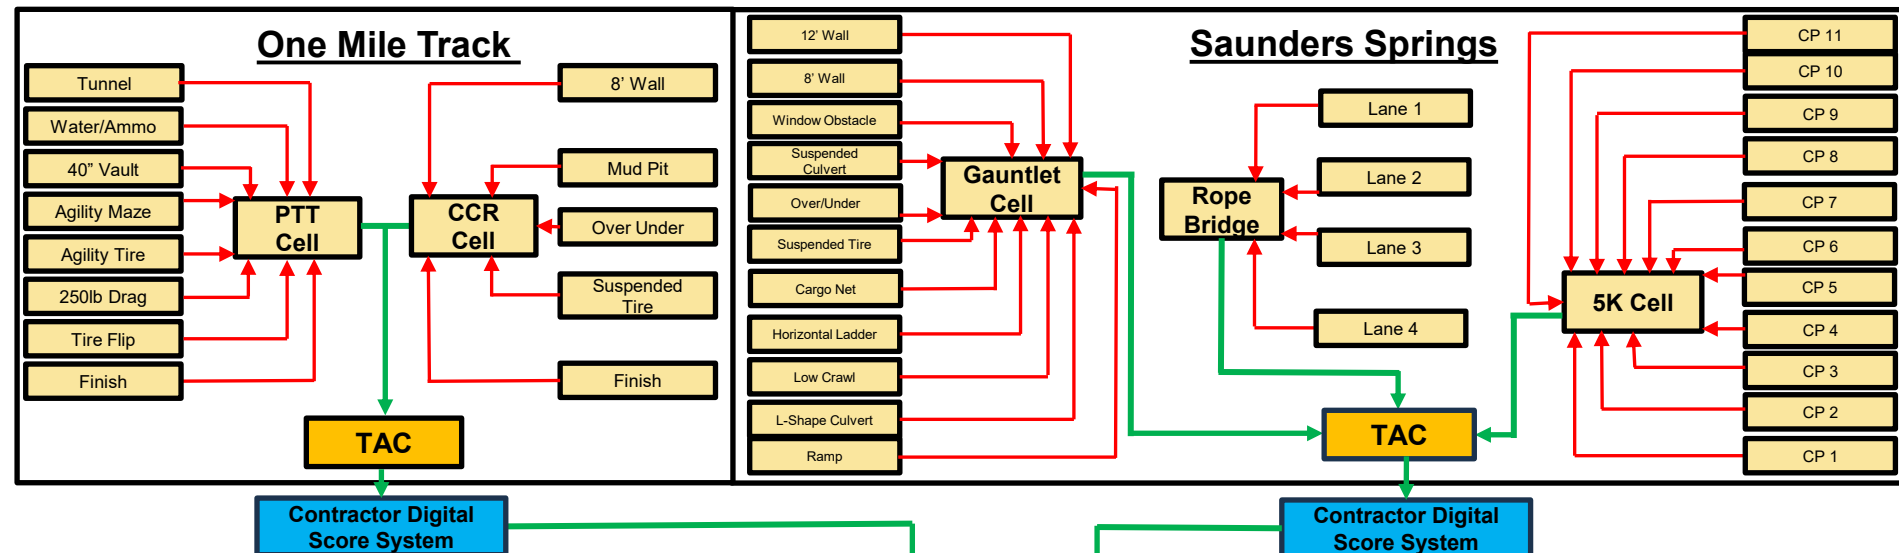 One Mile Track
Tunnel
Water/Ammo
40” Vault
Agility Maze
Agility Tire
250lb Drag
Tire Flip
Finish
PTT
Cell
CCR
Cell
8’ Wall
Mud Pit
Over Under
Suspended
Tire
Finish
TAC
Contractor Digital
Score System
Saunders Springs
12’ Wall
8’ Wall
Window Obstacle
Suspended
Culvert
Over/Under
Suspended Tire
Cargo Net
Horizontal Ladder
Low Crawl
L-Shape Culvert
Ramp
Gauntlet
Cell
Rope
Bridge
Lane 1
Lane 2
Lane 3
Lane 4
5K Cell
CP 11
CP 10
CP 9
CP 8
CP 7
CP 6
CP 5
CP 4
CP 3
CP 2
CP 1
TAC
Contractor Digital
Score System